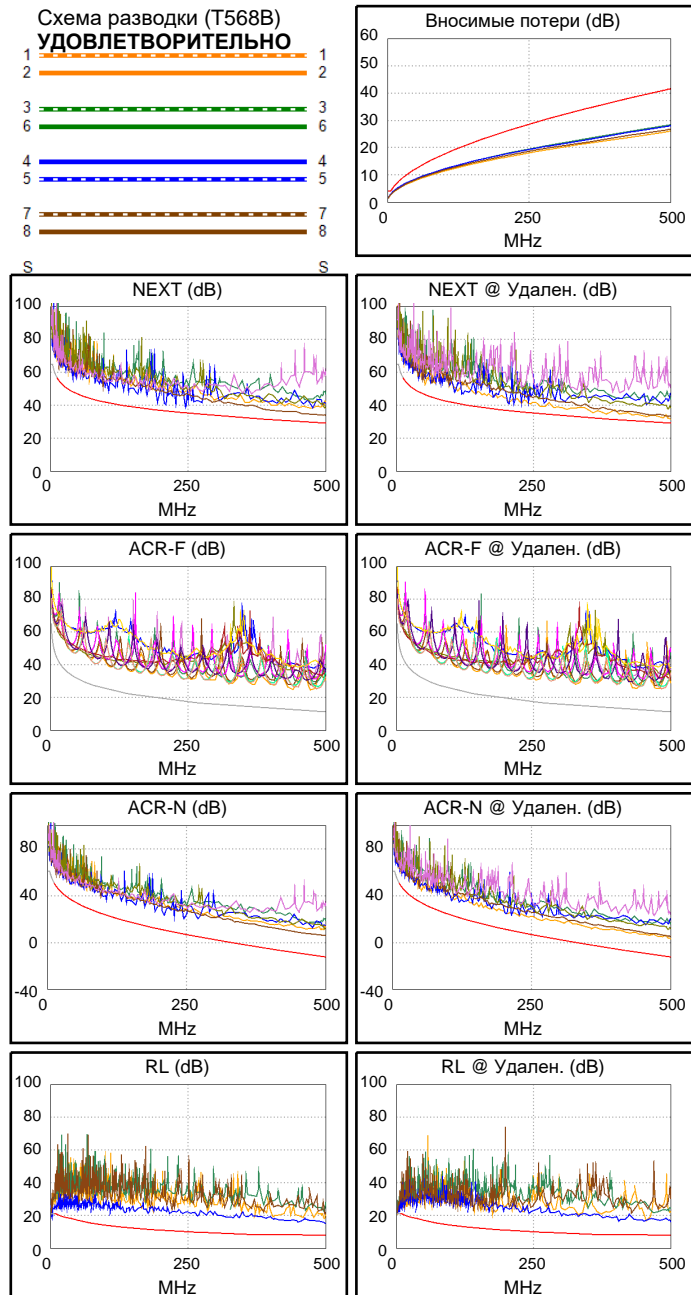 Схема разводки (T568B)
УДОВЛЕТВОРИТЕЛЬНО
1 1
2 2
3 3
6 6
4 4
5 5
7 7
8 8
S S
Вносимые потери (dB)
60
50
40
30
20
10
0
0 250 500
MHz
NEXT (dB)
100
80
60
40
20
0
0 250 500
MHz
NEXT @ Удален. (dB)
100
80
60
40
20
0
0 250 500
MHz
ACR-F (dB)
100
80
60
40
20
0
0 250 500
MHz
ACR-F @ Удален. (dB)
100
80
60
40
20
0
0 250 500
MHz
ACR-N (dB)
80
40
0
-40
0 250 500
MHz
ACR-N @ Удален. (dB)
80
40
0
-40
0 250 500
MHz
RL (dB)
100
80
60
40
20
0
0 250 500
MHz
RL @ Удален. (dB)
100
80
60
40
20
0
0 250 500
MHz